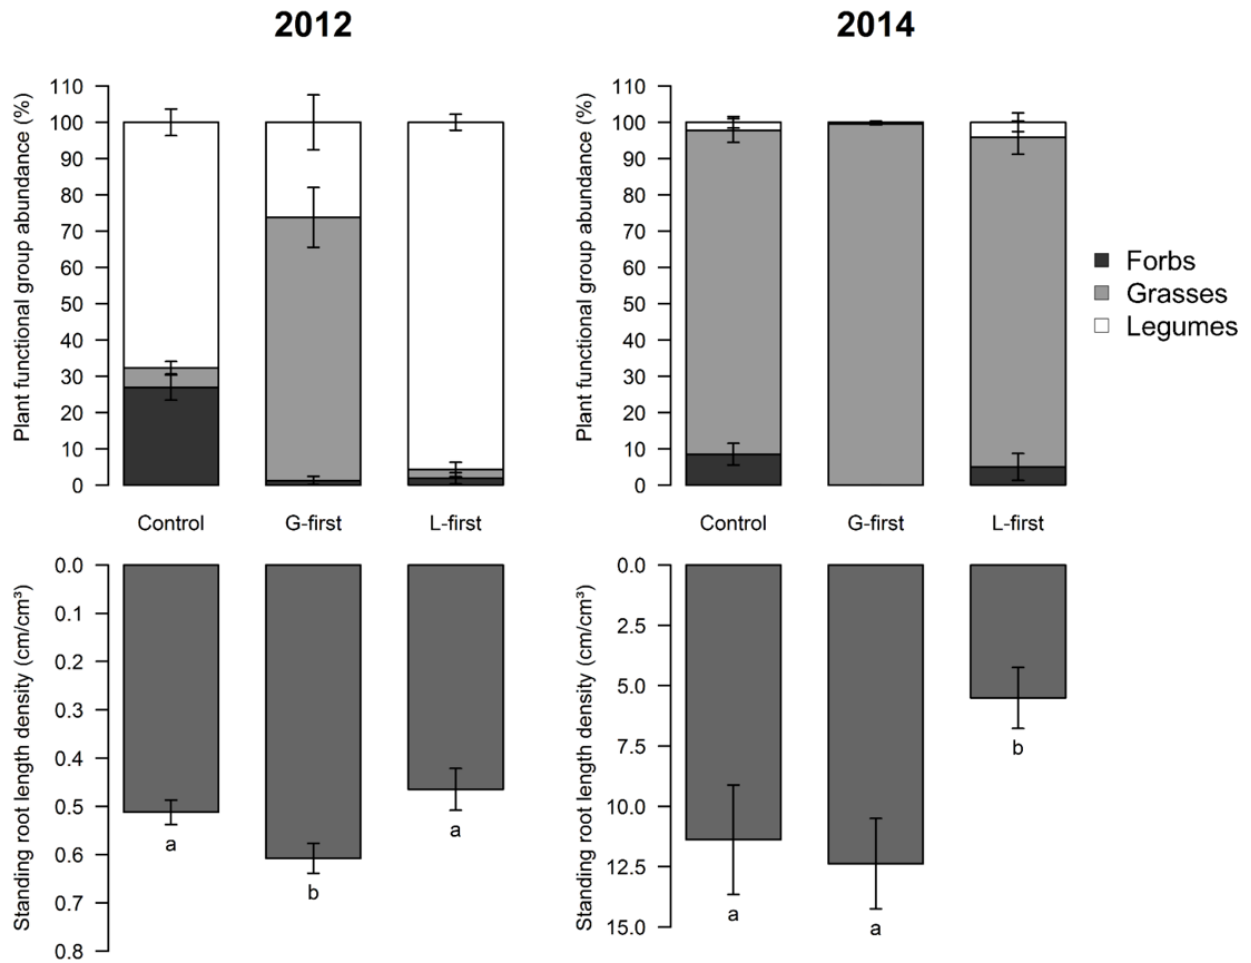 2012
2014
Plant functional group abundance (%)
110
100
90
80
70
60
50
40
30
20
10
0
Control
G-first
L-first
Plant functional group abundance (%)
110
100
90
80
70
60
50
40
30
20
10
0
Control
G-first
L-first
Forbs
Grasses
Legumes
Standing root length density (cm/cm³)
0.0
0.1
0.2
0.3
0.4
0.5
0.6
0.7
0.8
a
b
a
Standing root length density (cm/cm³)
0.0
2.5
5.0
7.5
10.0
12.5
15.0
a
a
b